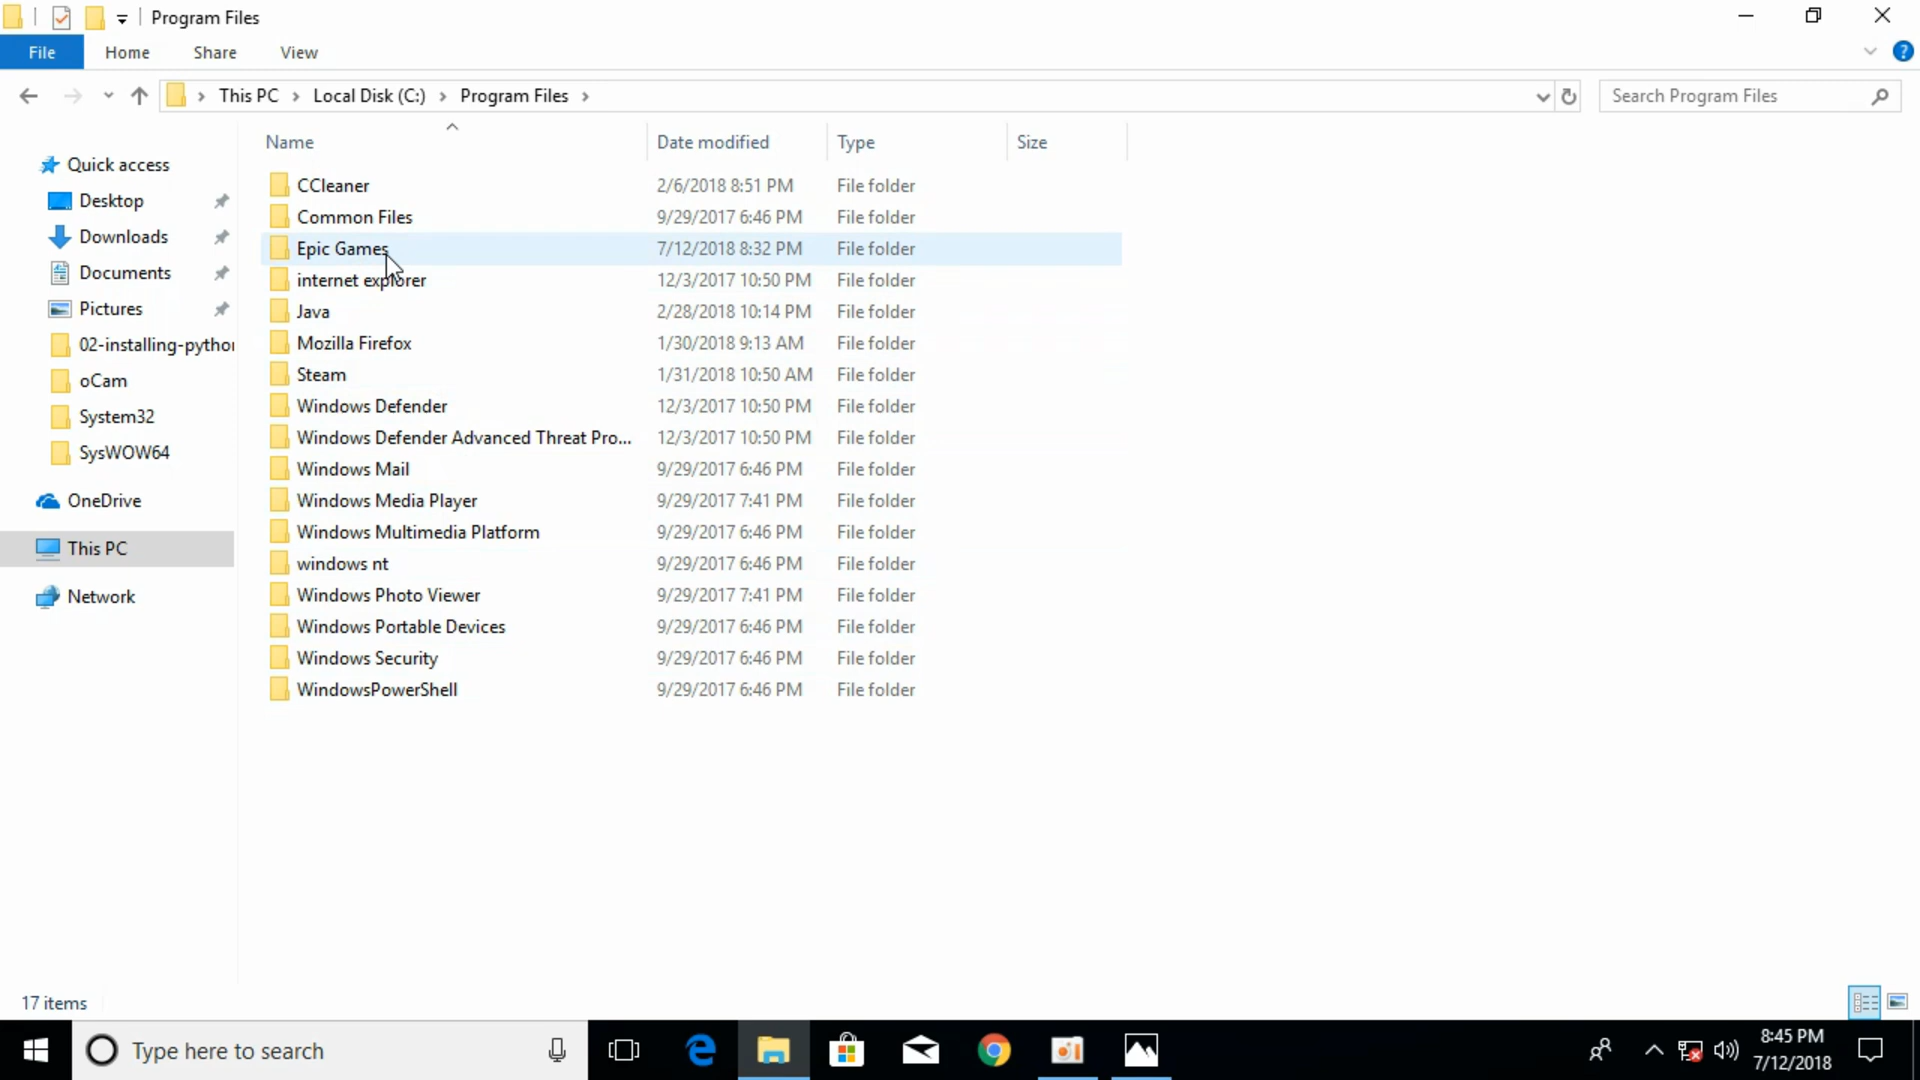 Program Files
File Home Share View
This PC Local Disk (C:) Program Files
Search Program Files
Name Date modified Type Size
Quick access
Desktop
Downloads
Documents
Pictures
02-installing-pythor
oCam
System32
SysWOW64
OneDrive
This PC
Network
CCleaner 2/6/2018 8:51 PM File folder
Common Files 9/29/2017 6:46 PM File folder
Epic Games 7/12/2018 8:32 PM File folder
internet explorer 12/3/2017 10:50 PM File folder
Java 2/28/2018 10:14 PM File folder
Mozilla Firefox 1/30/2018 9:13 AM File folder
Steam 1/31/2018 10:50 AM File folder
Windows Defender 12/3/2017 10:50 PM File folder
Windows Defender Advanced Threat Pro... 12/3/2017 10:50 PM File folder
Windows Mail 9/29/2017 6:46 PM File folder
Windows Media Player 9/29/2017 7:41 PM File folder
Windows Multimedia Platform 9/29/2017 6:46 PM File folder
windows nt 9/29/2017 6:46 PM File folder
Windows Photo Viewer 9/29/2017 7:41 PM File folder
Windows Portable Devices 9/29/2017 6:46 PM File folder
Windows Security 9/29/2017 6:46 PM File folder
WindowsPowerShell 9/29/2017 6:46 PM File folder
17 items
Type here to search
8:45 PM
7/12/2018